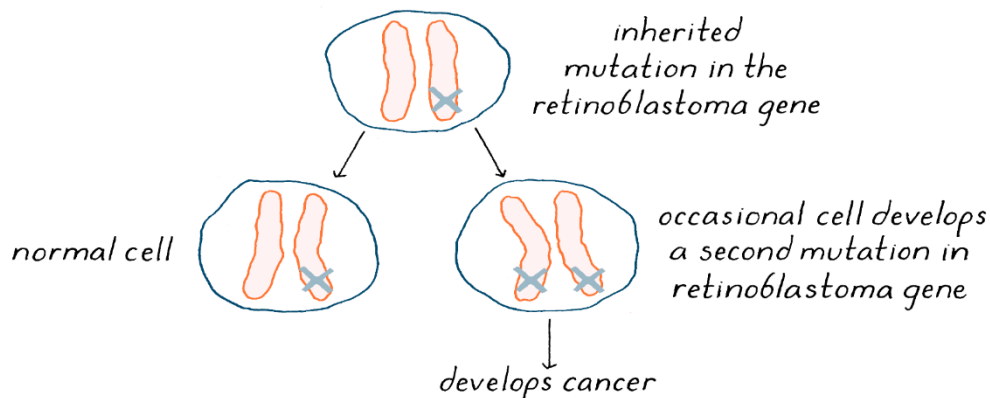 inherited
mutation in the
retinoblastoma gene
normal cell
occasional cell develops
a second mutation in
retinoblastoma gene
develops cancer